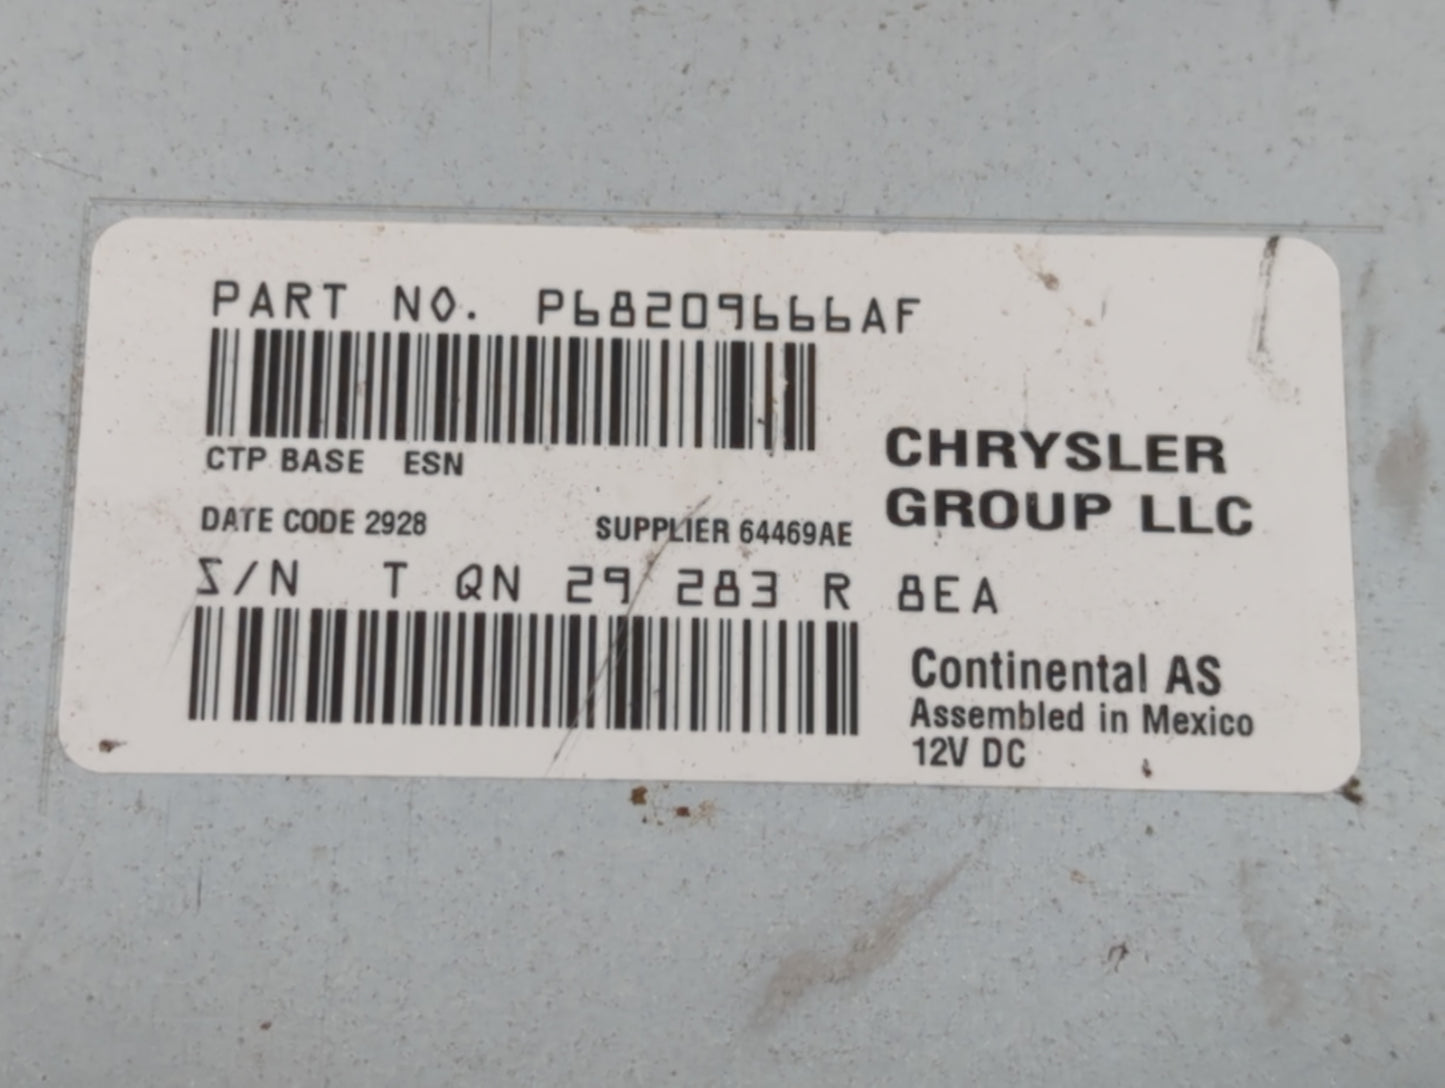 PART NO. P68209666AF
CTP BASE ESN
DATE CODE 2928 SUPPLIER 64469AE
CHRYSLER
GROUP LLC
S/N T QN 29 283 R 8EA
Continental AS
Assembled in Mexico
12V DC